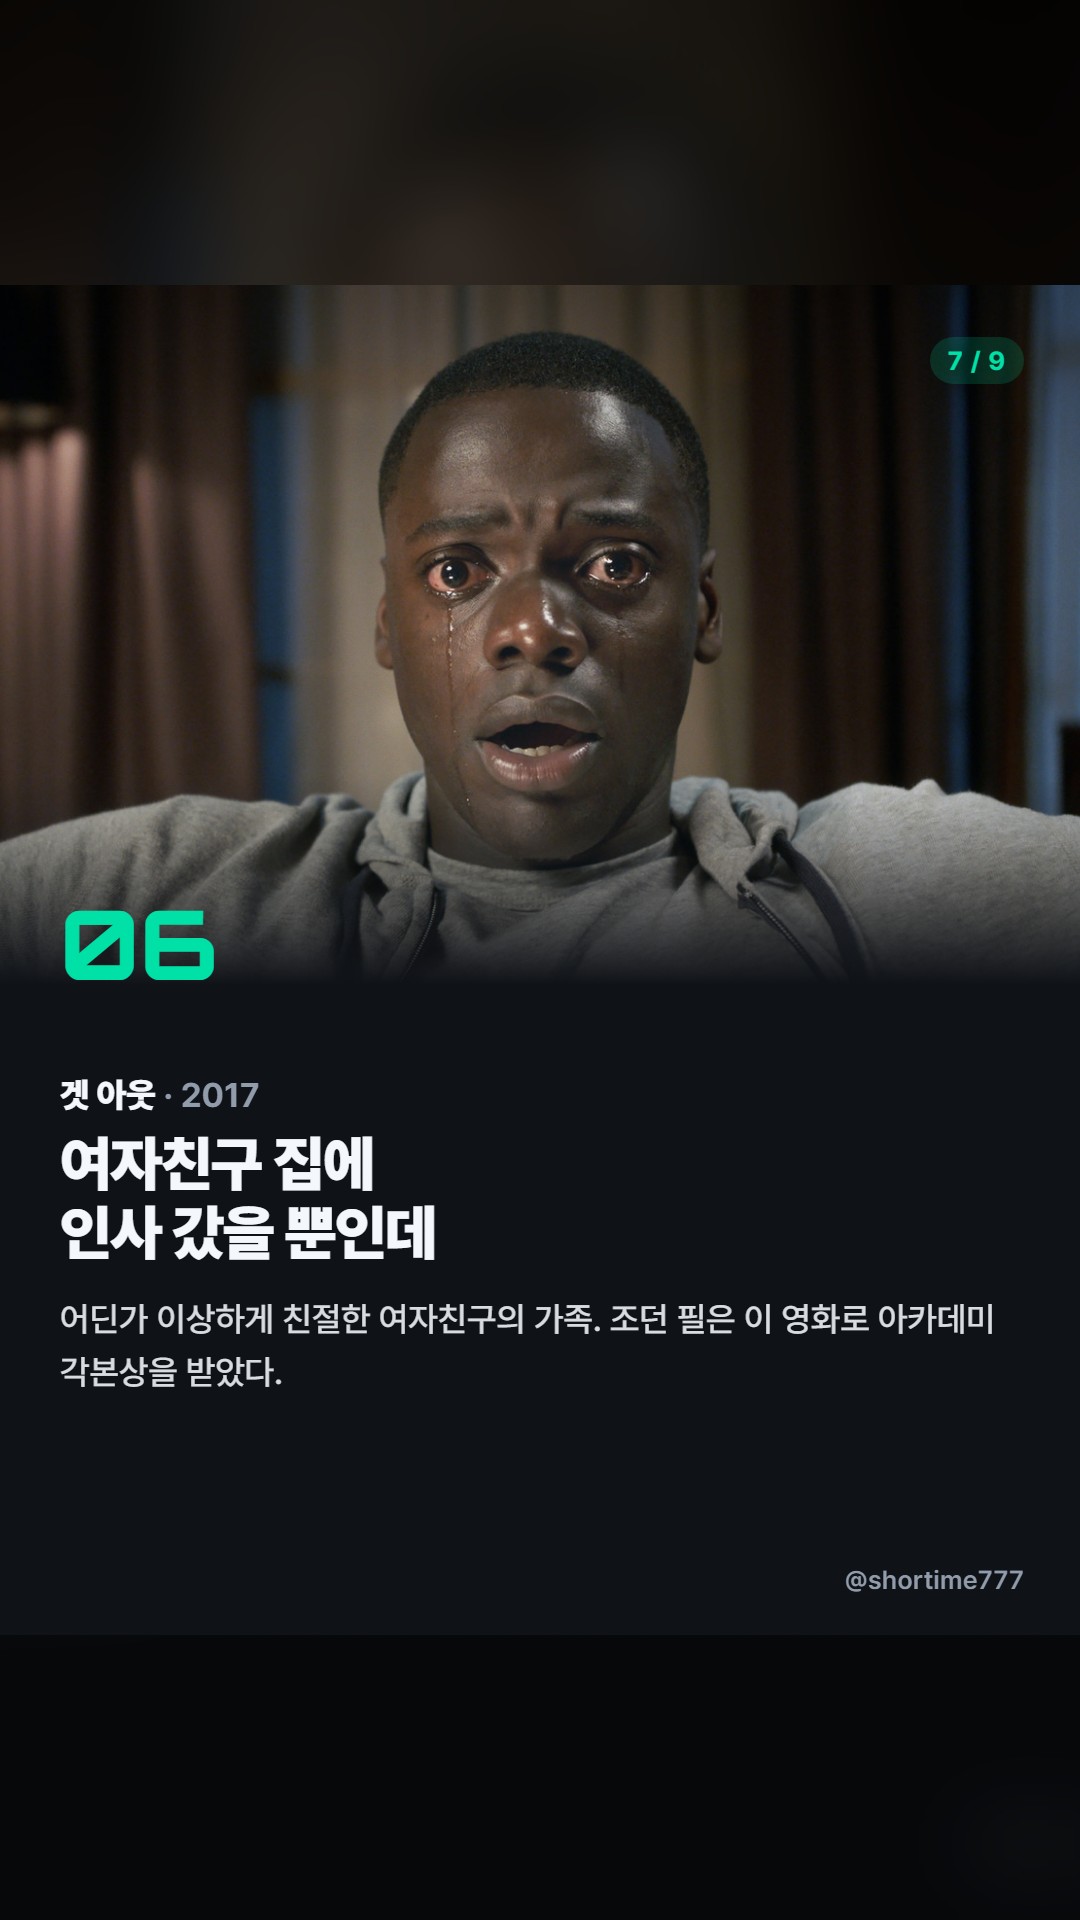 7 / 9
06
겟 아웃 · 2017
여자친구 집에
인사 갔을 뿐인데
어딘가 이상하게 친절한 여자친구의 가족. 조던 필은 이 영화로 아카데미
각본상을 받았다.
@shortime777